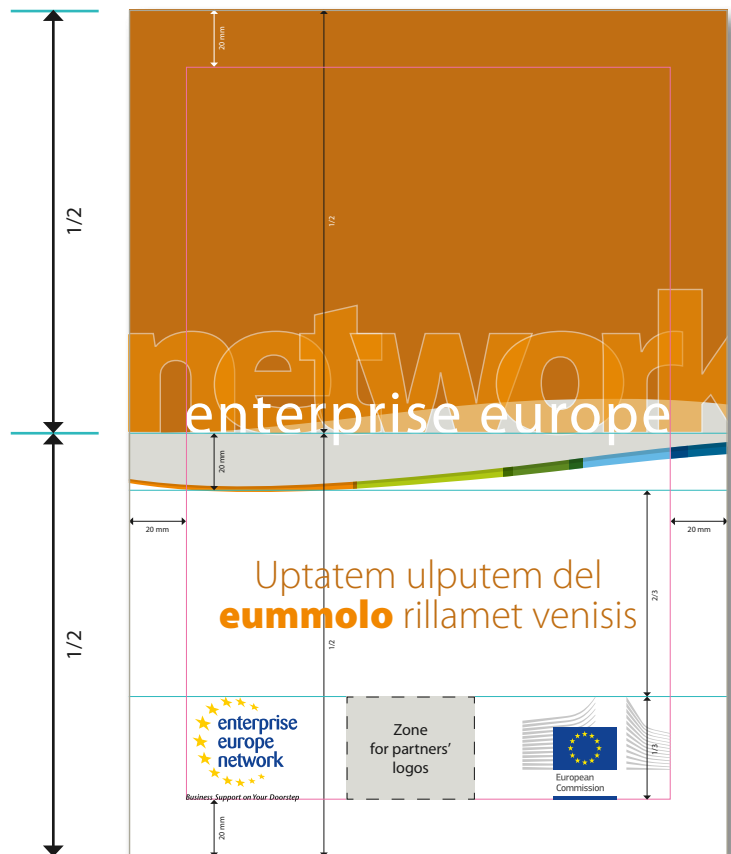 20 mm
1/2
1/2
network
enterprise europe
20 mm
20 mm
20 mm
Uptatem ulputem del
eummolo rillamet venisis
2/3
1/2
1/2
enterprise
europe
network
Business Support on Your Doorstep
Zone
for partners'
logos
European
Commission
1/3
20 mm